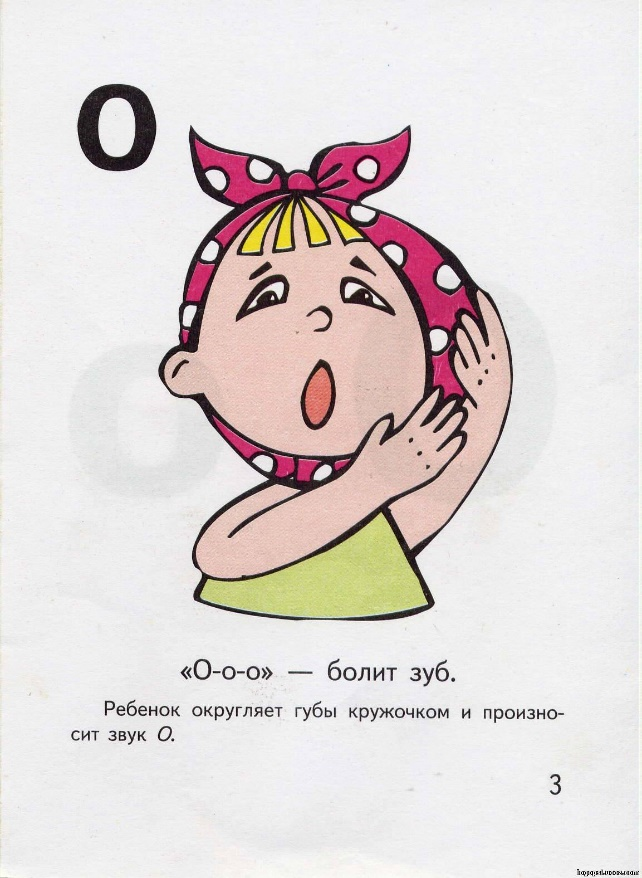 О
«О-о-о» — болит зуб.
Ребенок округляет губы кружочком и произно-
сит звук О.
3